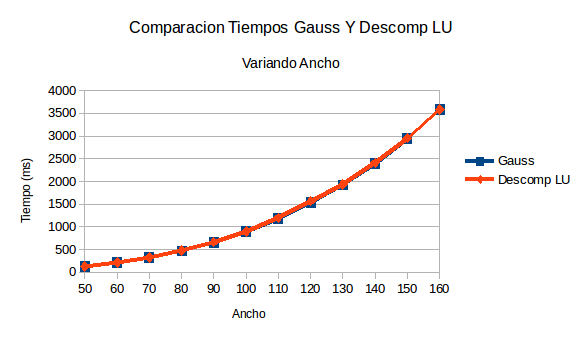 Comparacion Tiempos Gauss Y Descomp LU
Variando Ancho
4000
3500
3000
2500
2000
1500
1000
500
0
Tiempo (ms)
50 60 70 80 90 100 110 120 130 140 150 160
Ancho
Gauss
Descomp LU